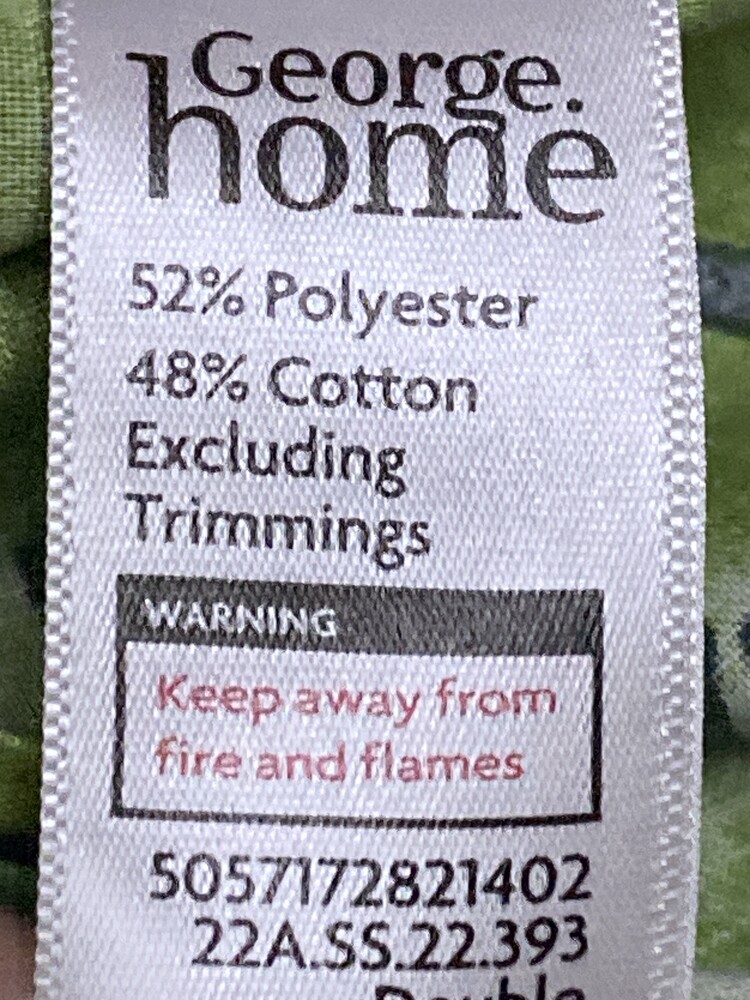 George.
home
52% Polyester
48% Cotton
Excluding
Trimmings
WARNING
Keep away from
fire and flames
5057172821402
22A.SS.22.393
Double